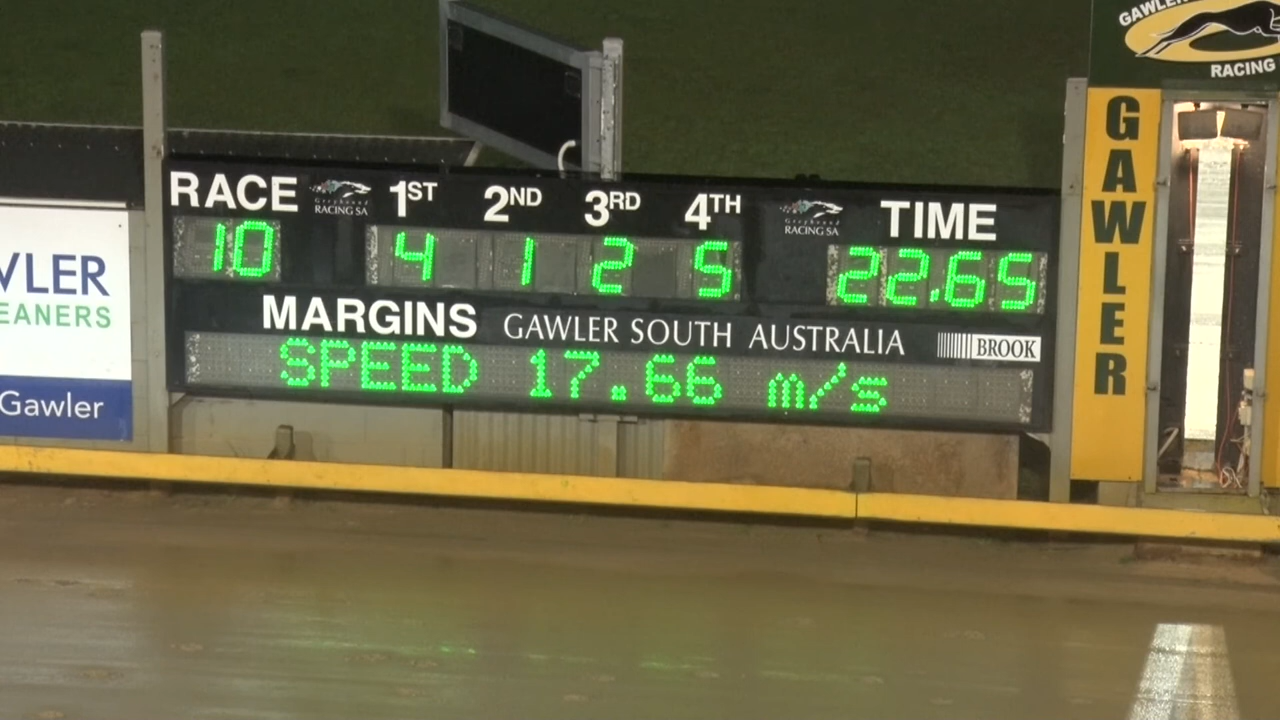 GAWLER
RACING
GAWLER
RACE
Greyhound
RACING SA
1ST 2ND 3RD 4TH
Greyhound
RACING SA
TIME
10 4 1 2 5 22.65
MARGINS GAWLER SOUTH AUSTRALIA BROOK
SPEED 17.66 m/s
WLER
EANERS
Gawler